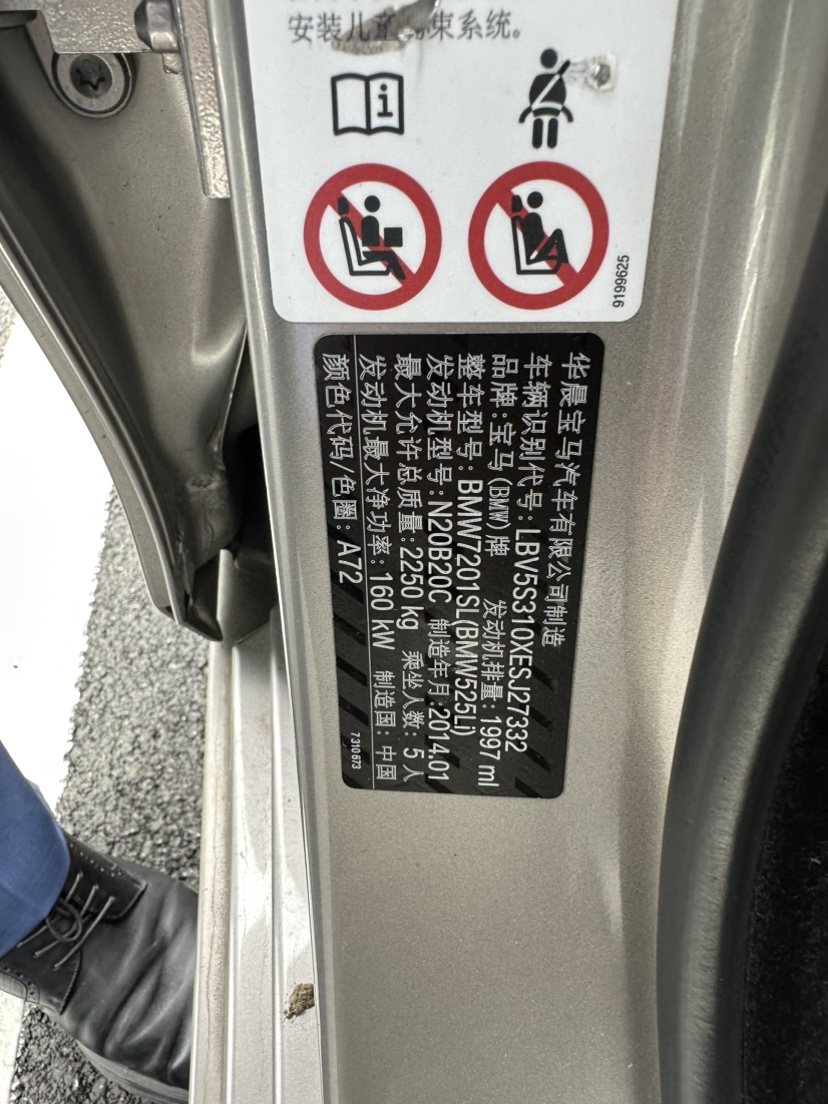 安装儿童约束系统。
9199625
华晨宝马汽车有限公司制造
车辆识别代号:LBV5S310XESJ27332
品牌:宝马(BMW)牌 发动机排量:1997 ml
整车型号:BMW7201SL(BMW525Li)
发动机型号:N20B20C 制造年月:2014.01
最大允许总质量:2250 kg 乘坐人数:5人
发动机最大净功率:160 kW 制造国:中国
颜色代码/色圈:A72
7310673